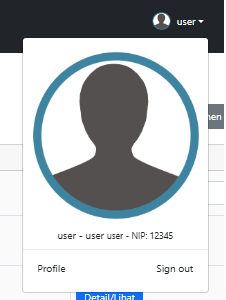 user
user - user user - NIP: 12345
Profile Sign out
Detail/Lihat